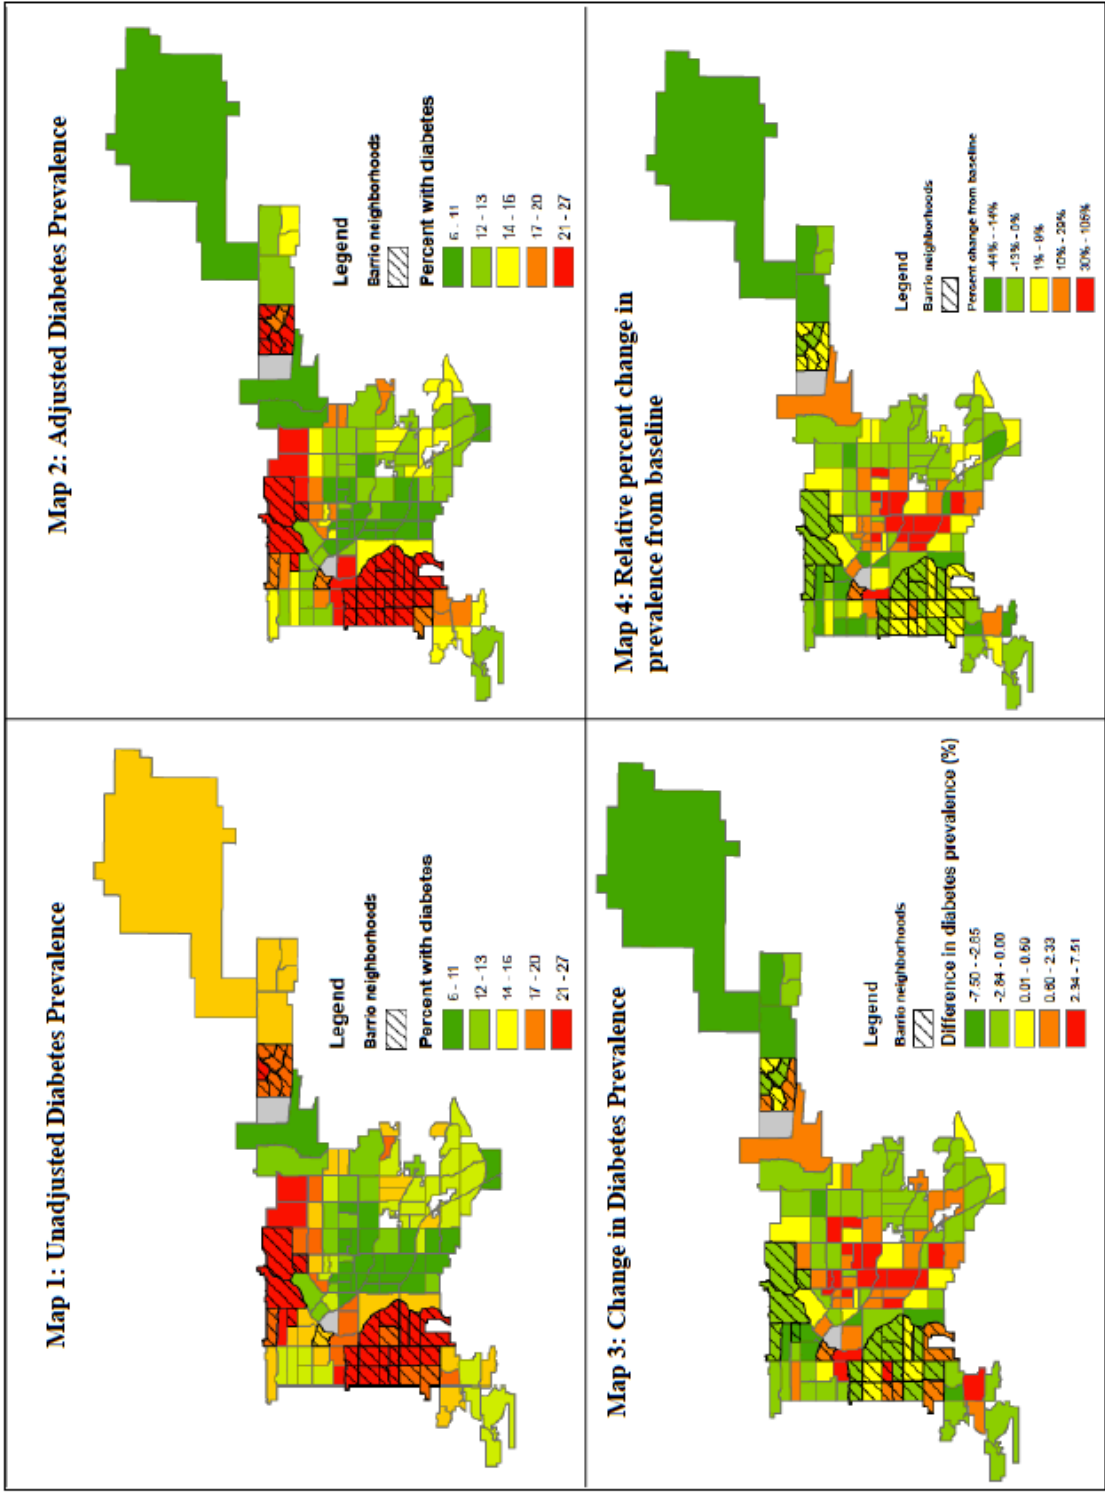 Map 1: Unadjusted Diabetes Prevalence
Legend
Barrio neighborhoods
Percent with diabetes
6 - 11
12 - 13
14 - 16
17 - 20
21 - 27
Map 2: Adjusted Diabetes Prevalence
Legend
Barrio neighborhoods
Percent with diabetes
6 - 11
12 - 13
14 - 16
17 - 20
21 - 27
Map 3: Change in Diabetes Prevalence
Legend
Barrio neighborhoods
Difference in diabetes prevalence (%)
-7.50 - -2.85
-2.84 - 0.00
0.01 - 0.59
0.60 - 2.33
2.34 - 7.51
Map 4: Relative percent change in
prevalence from baseline
Legend
Barrio neighborhoods
Percent change from baseline
-44% - -14%
-13% - 0%
1% - 9%
10% - 29%
30% - 106%